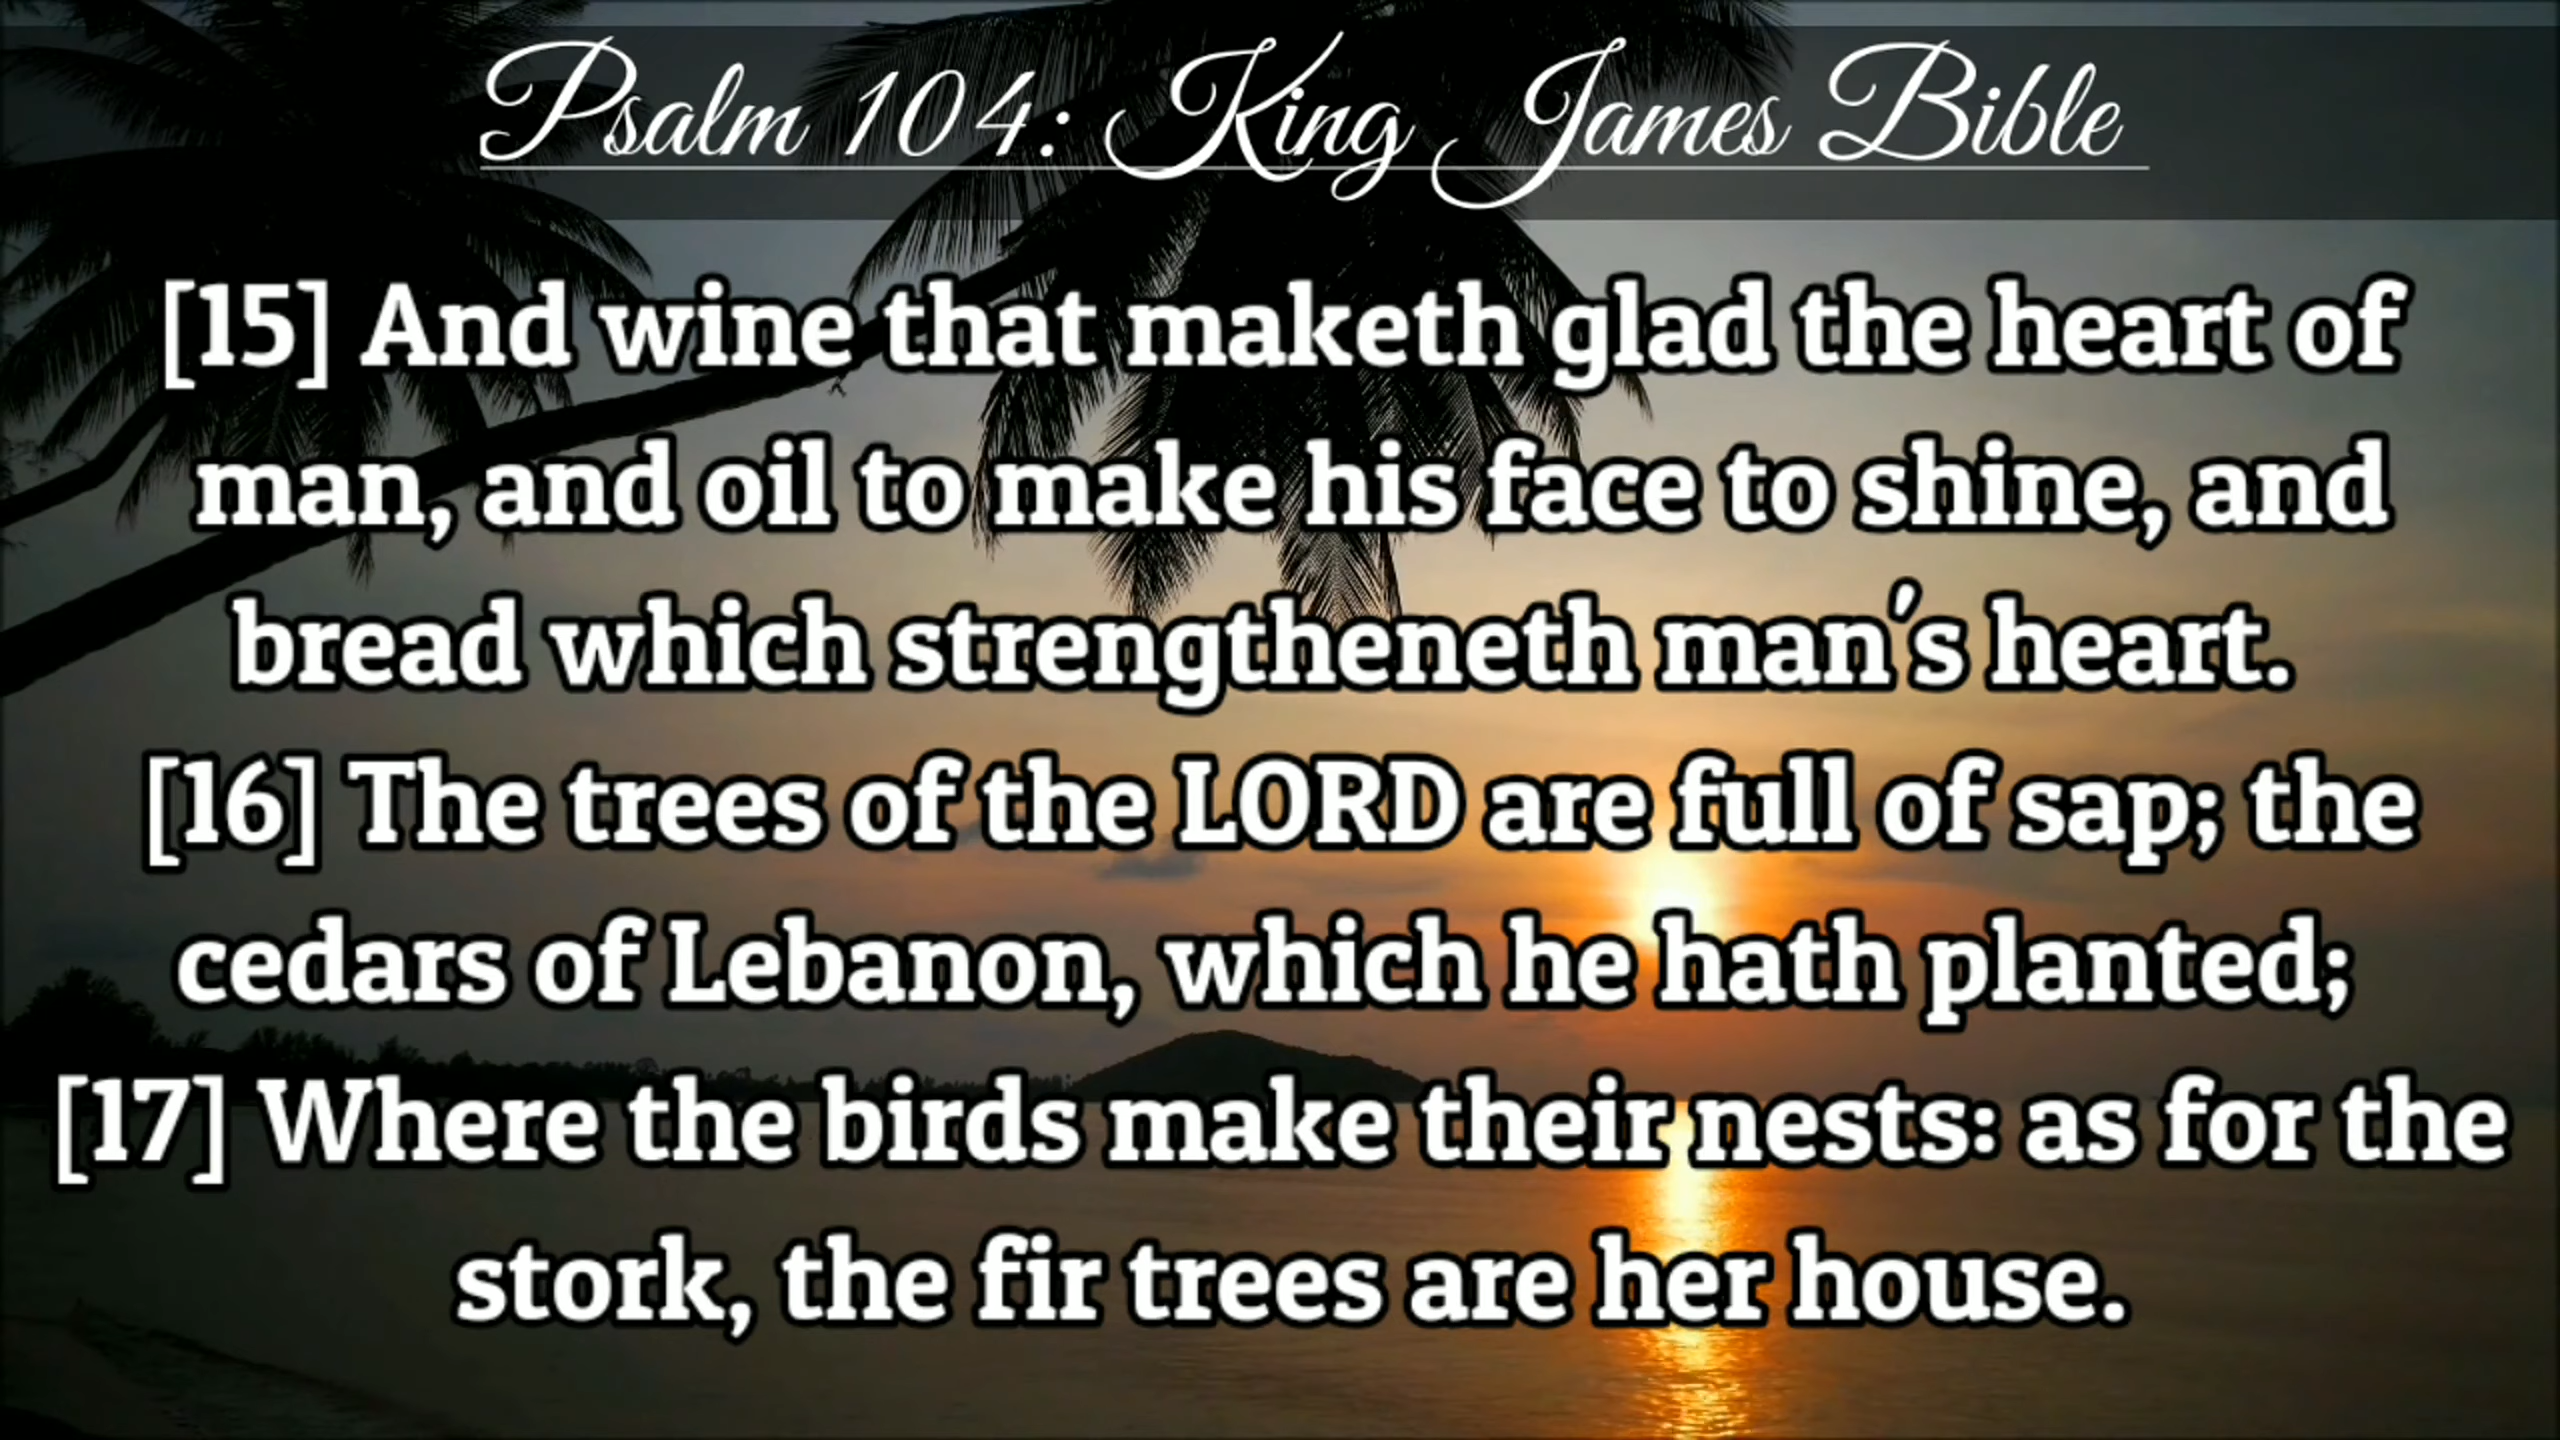 Psalm 104: King James Bible
[15] And wine that maketh glad the heart of
man, and oil to make his face to shine, and
bread which strengtheneth man's heart.
[16] The trees of the LORD are full of sap; the
cedars of Lebanon, which he hath planted;
[17] Where the birds make their nests: as for the
stork, the fir trees are her house.